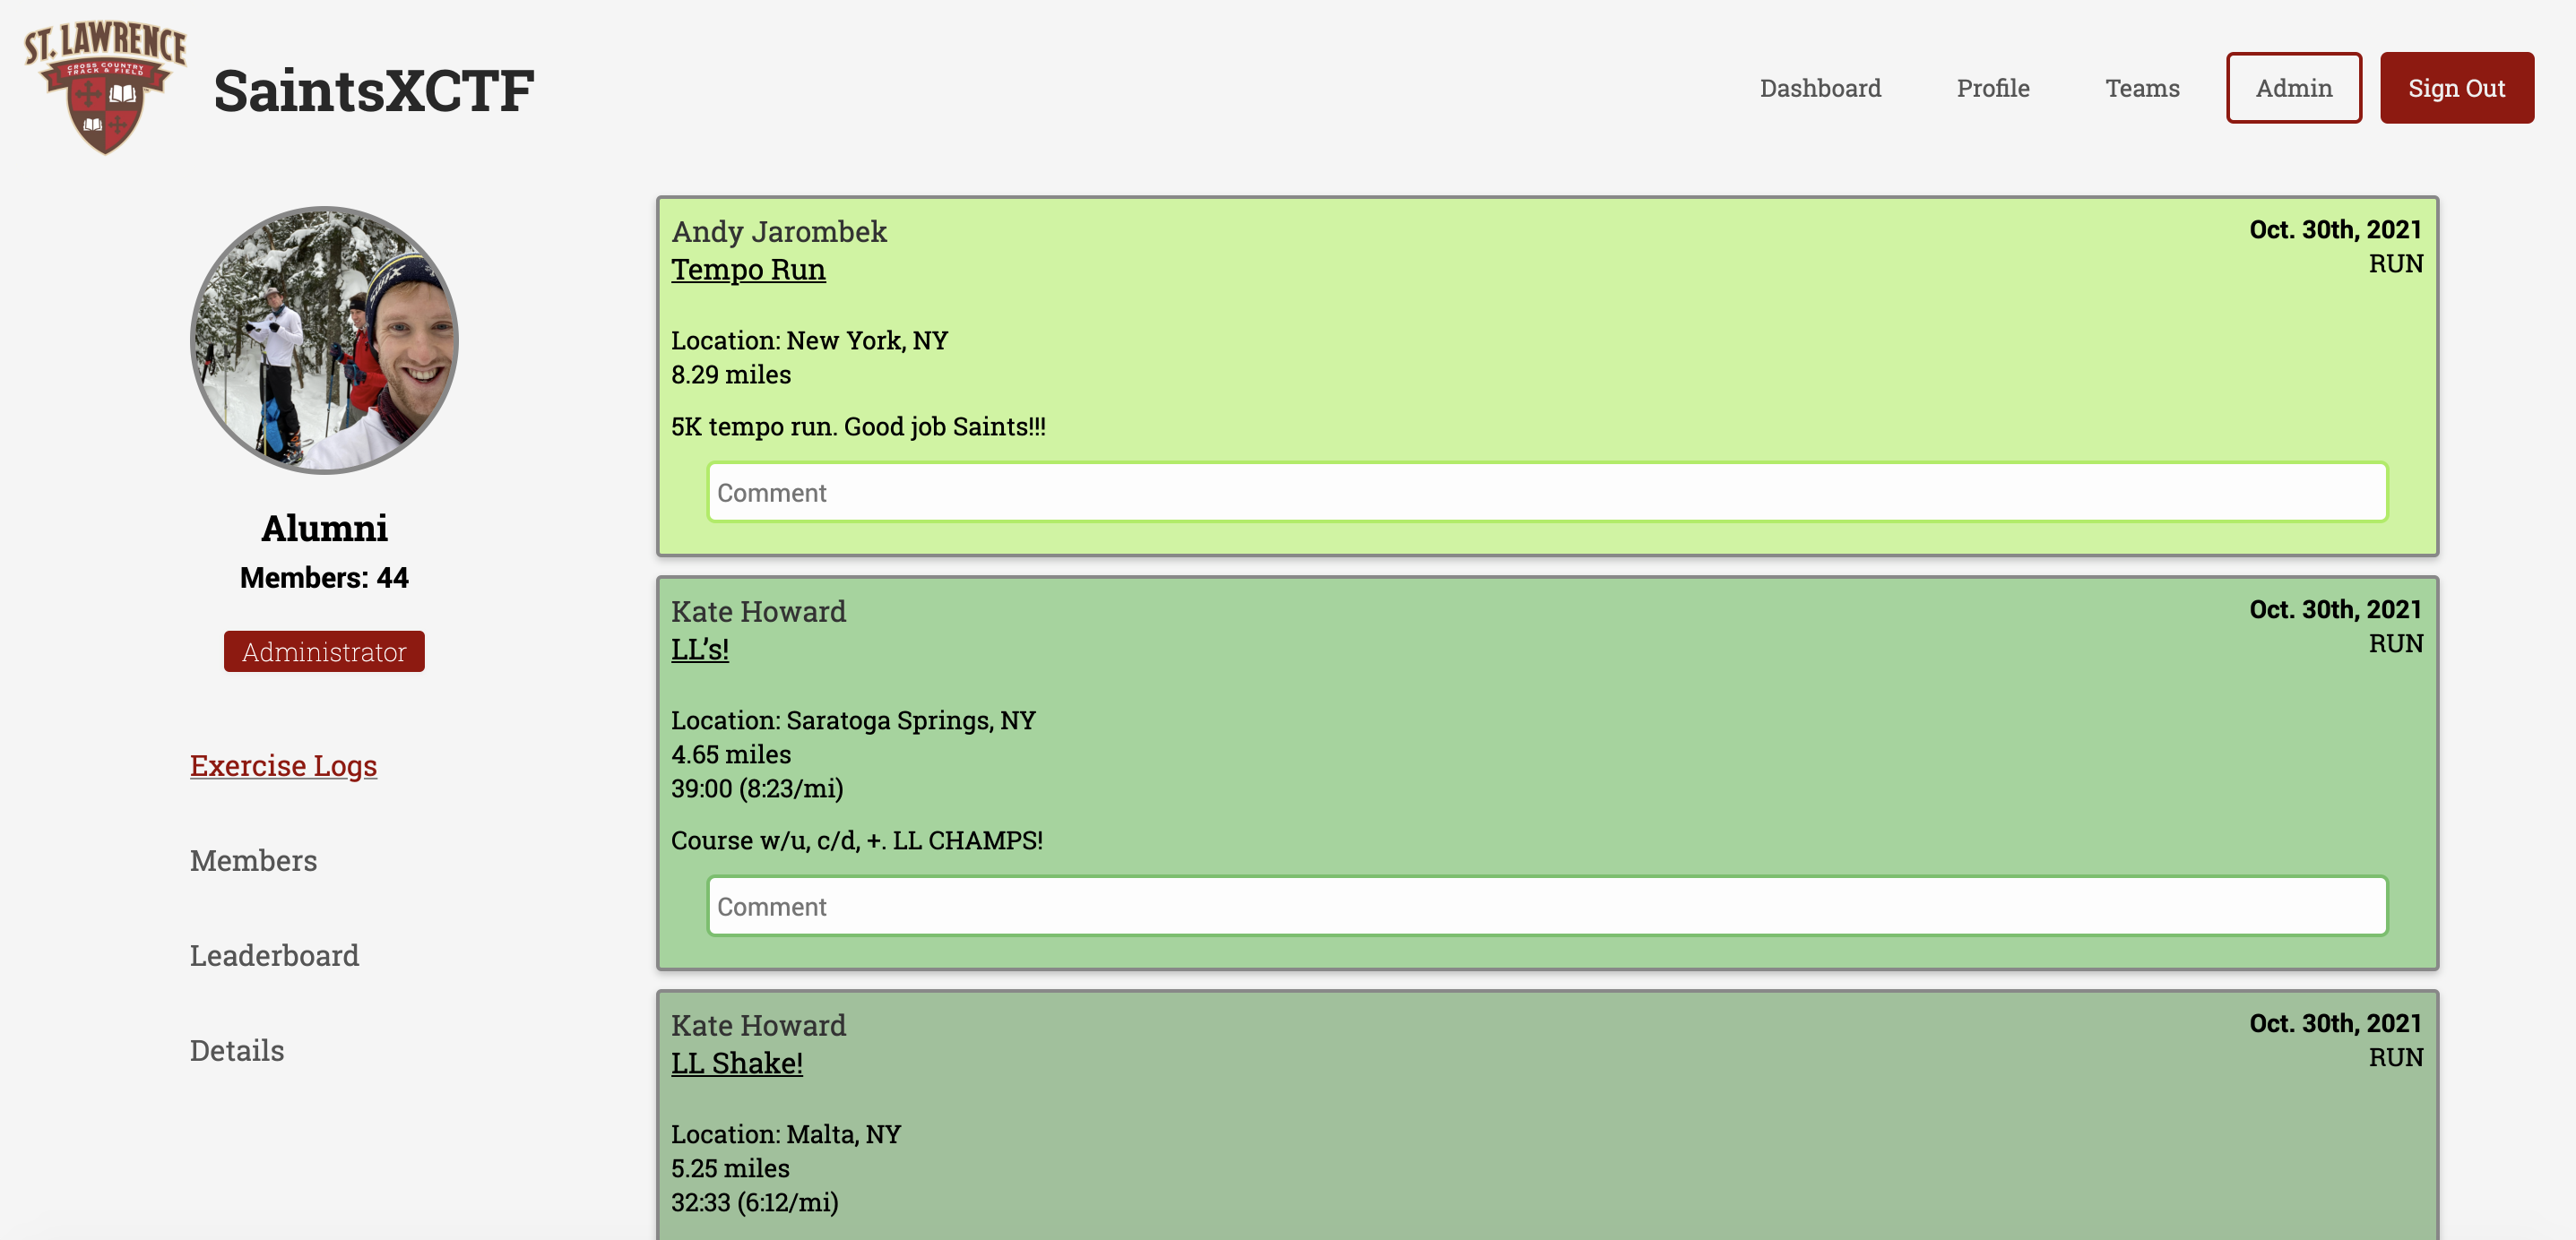 ST. LAWRENCE
CROSS COUNTRY
TRACK & FIELD
SaintsXCTF
Dashboard
Profile
Teams
Admin
Sign Out
Alumni
Members: 44
Administrator
Exercise Logs
Members
Leaderboard
Details
Andy Jarombek
Oct. 30th, 2021
Tempo Run
RUN
Location: New York, NY
8.29 miles
5K tempo run. Good job Saints!!!
Comment
Kate Howard
Oct. 30th, 2021
LL’s!
RUN
Location: Saratoga Springs, NY
4.65 miles
39:00 (8:23/mi)
Course w/u, c/d, +. LL CHAMPS!
Comment
Kate Howard
Oct. 30th, 2021
LL Shake!
RUN
Location: Malta, NY
5.25 miles
32:33 (6:12/mi)